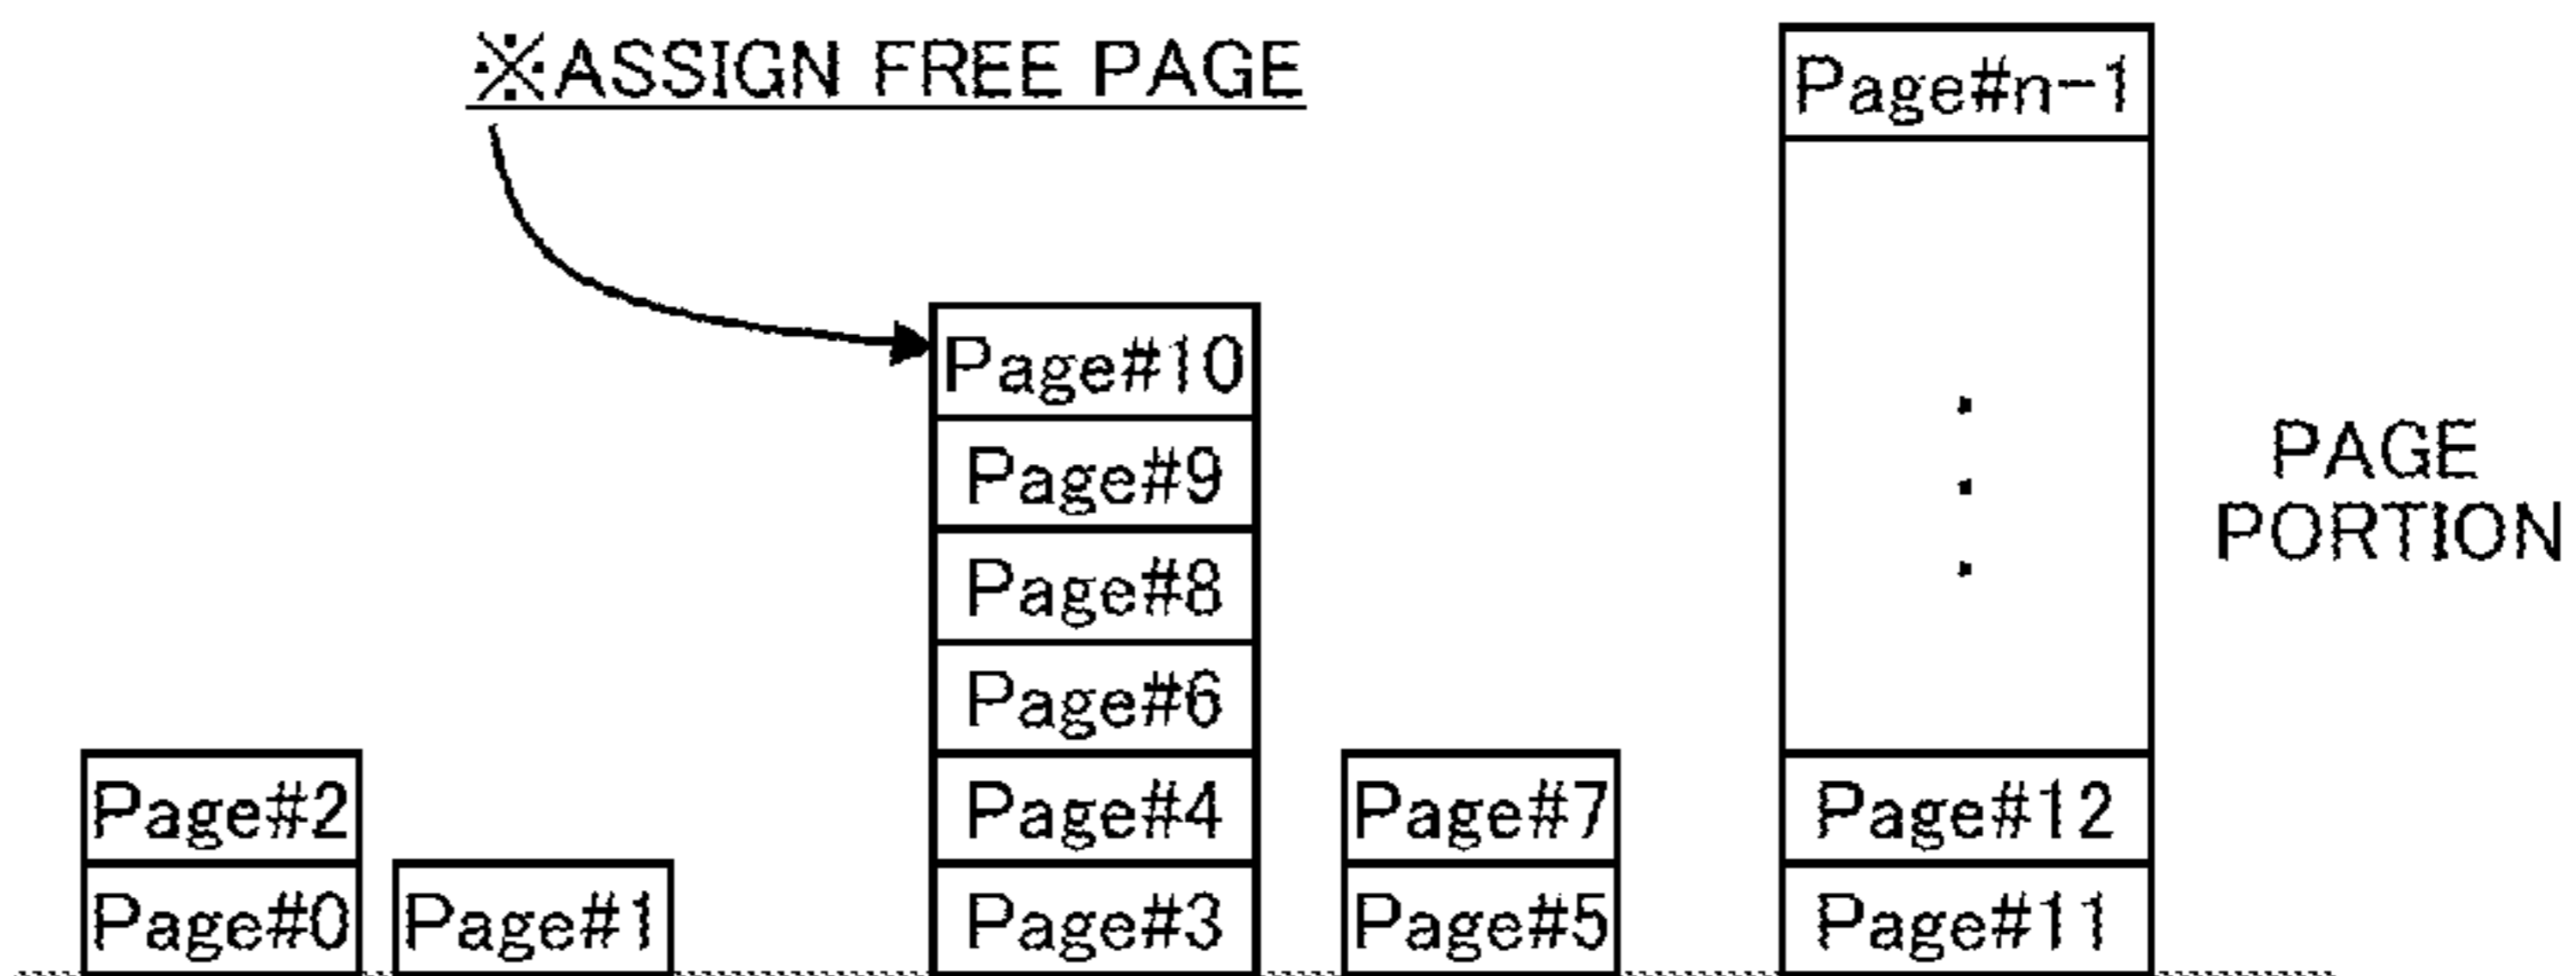 ※ASSIGN FREE PAGE
Page#2
Page#0
Page#1
Page#10
Page#9
Page#8
Page#6
Page#4
Page#3
Page#7
Page#5
Page#n-1
Page#12
Page#11
PAGE
PORTION